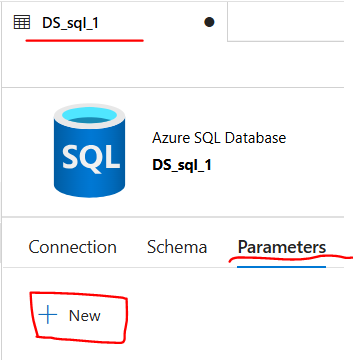 DS_sql_1
SQL
Azure SQL Database
DS_sql_1
Connection Schema Parameters
New